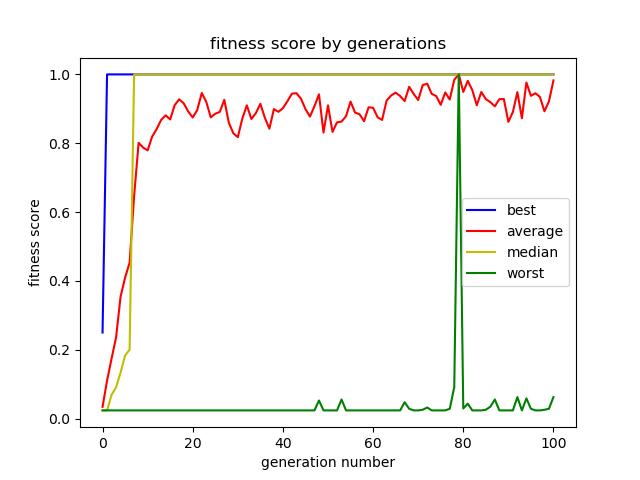 fitness score by generations
1.0
0.8
0.6
0.4
0.2
0.0
fitness score
best
average
median
worst
0 20 40 60 80 100
generation number